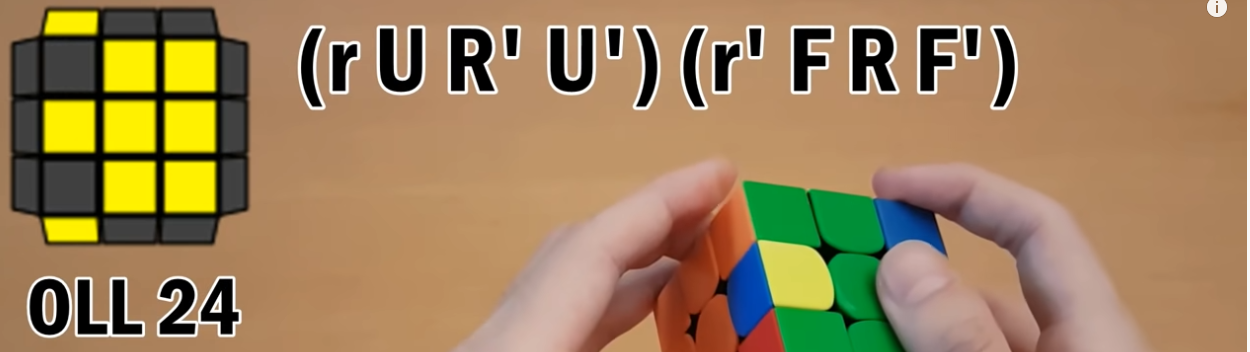 (r U R' U') (r' F R F')
OLL 24